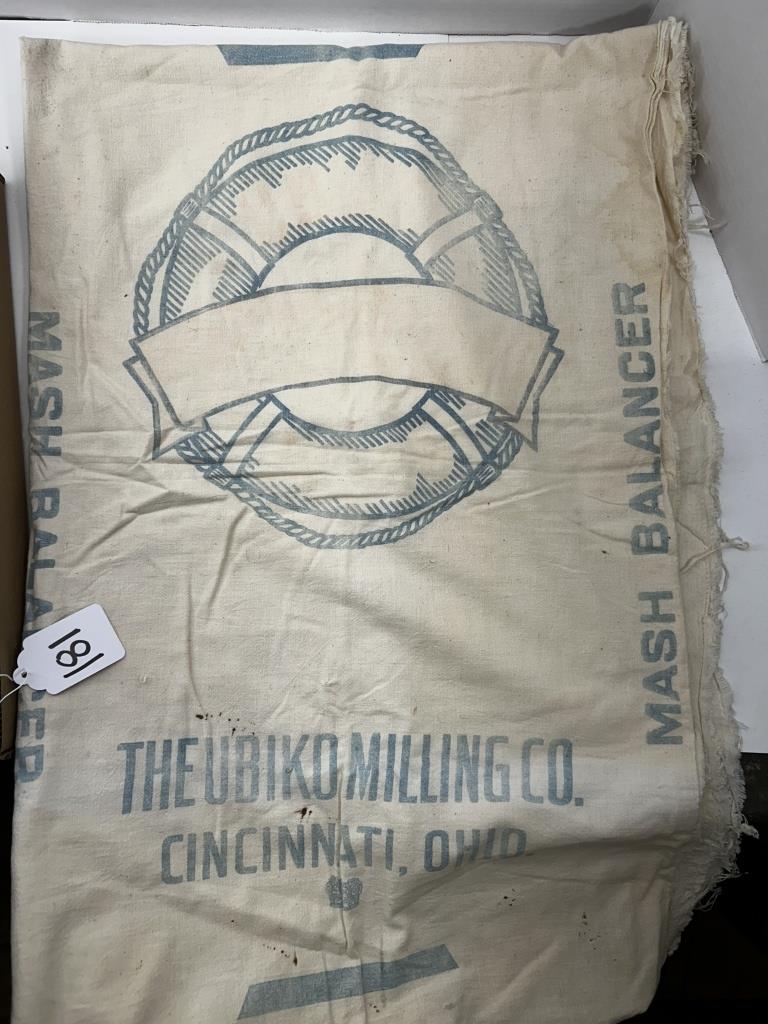 MASH BALANCER
MASH BALANCER
181
THE UBIKO MILLING CO.
CINCINNATI, OHIO.